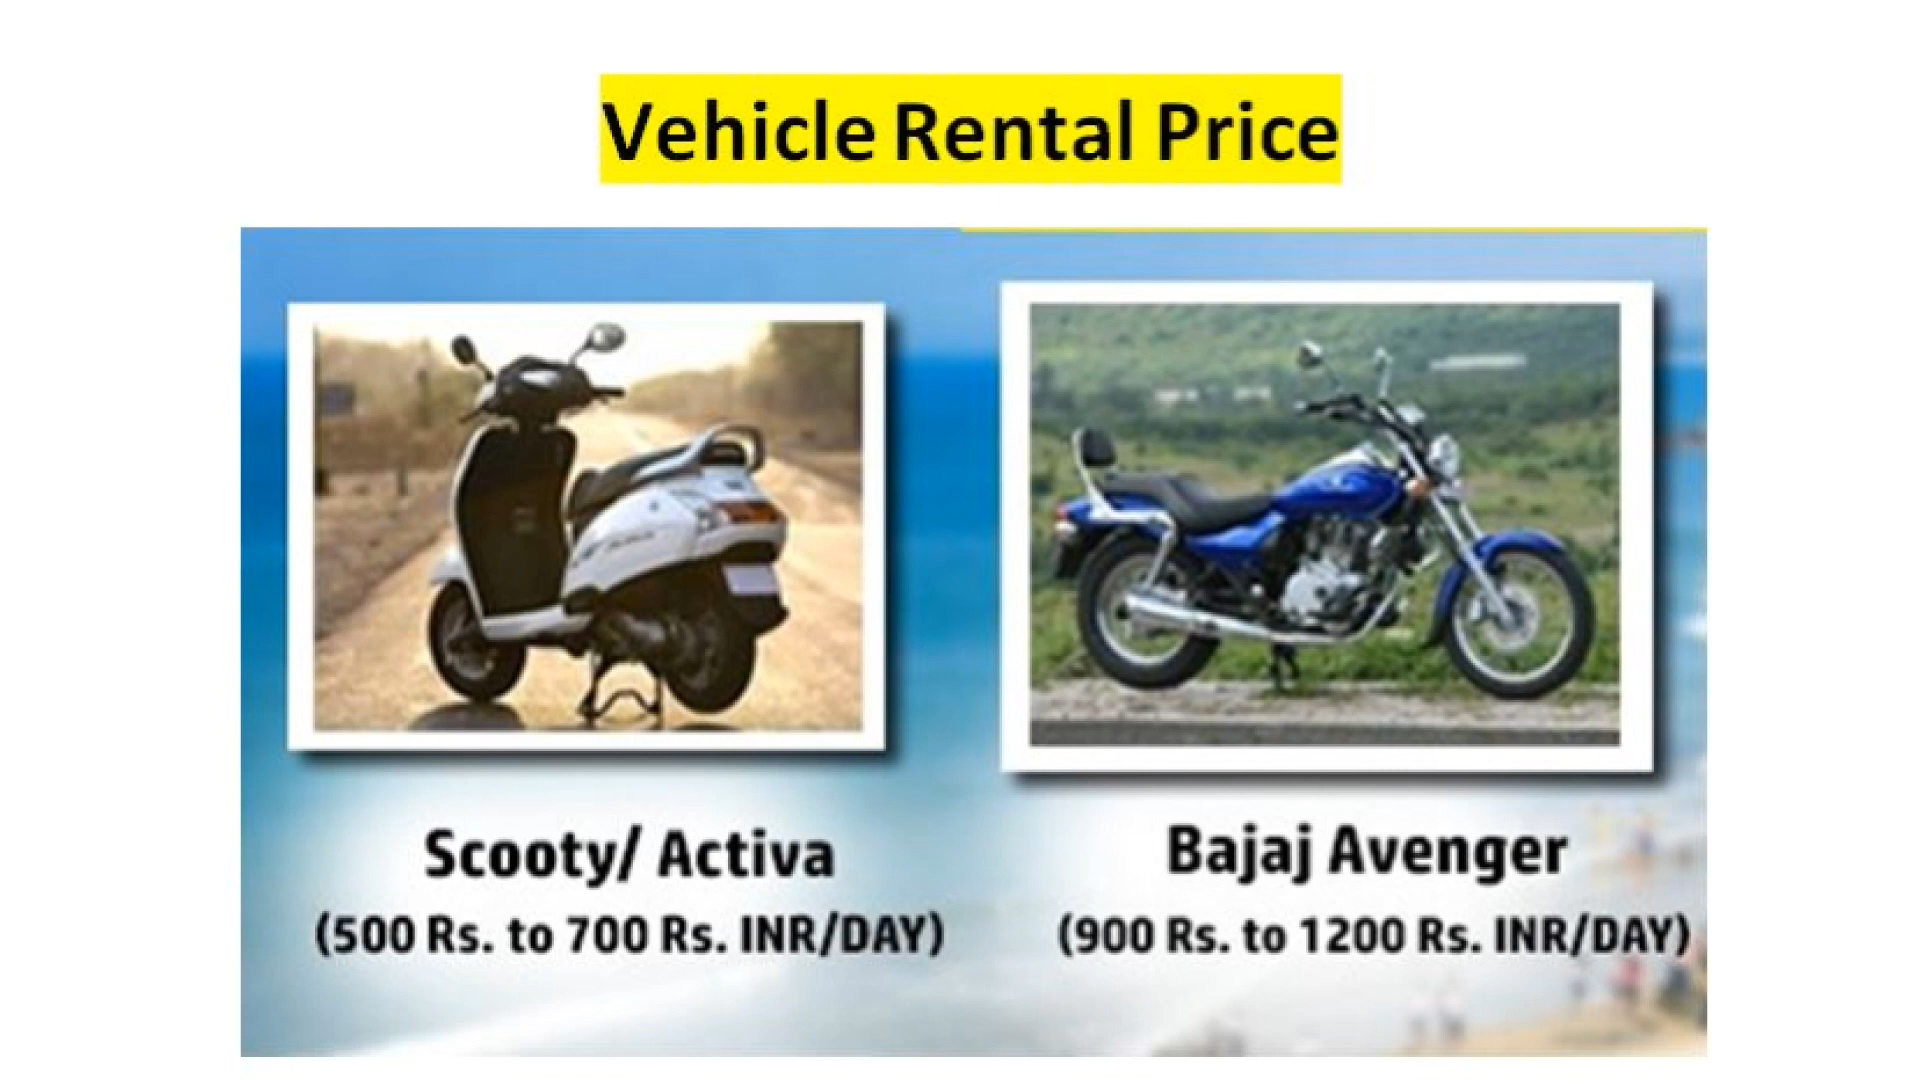 Vehicle Rental Price
Scooty/ Activa
(500 Rs. to 700 Rs. INR/DAY)
Bajaj Avenger
(900 Rs. to 1200 Rs. INR/DAY)